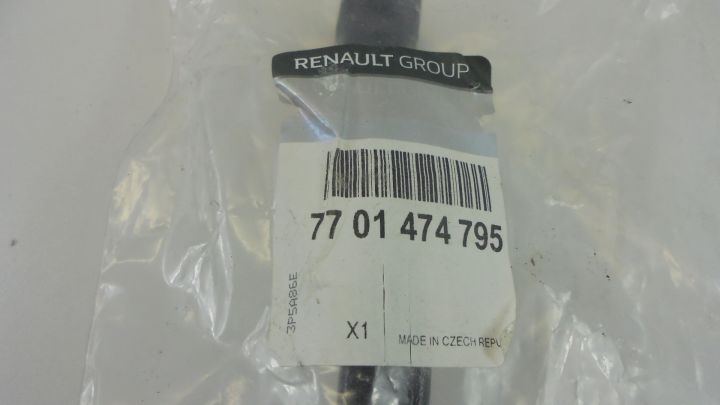 RENAULT GROUP
77 01 474 795
3P5A86E
X1
MADE IN CZECH REPU